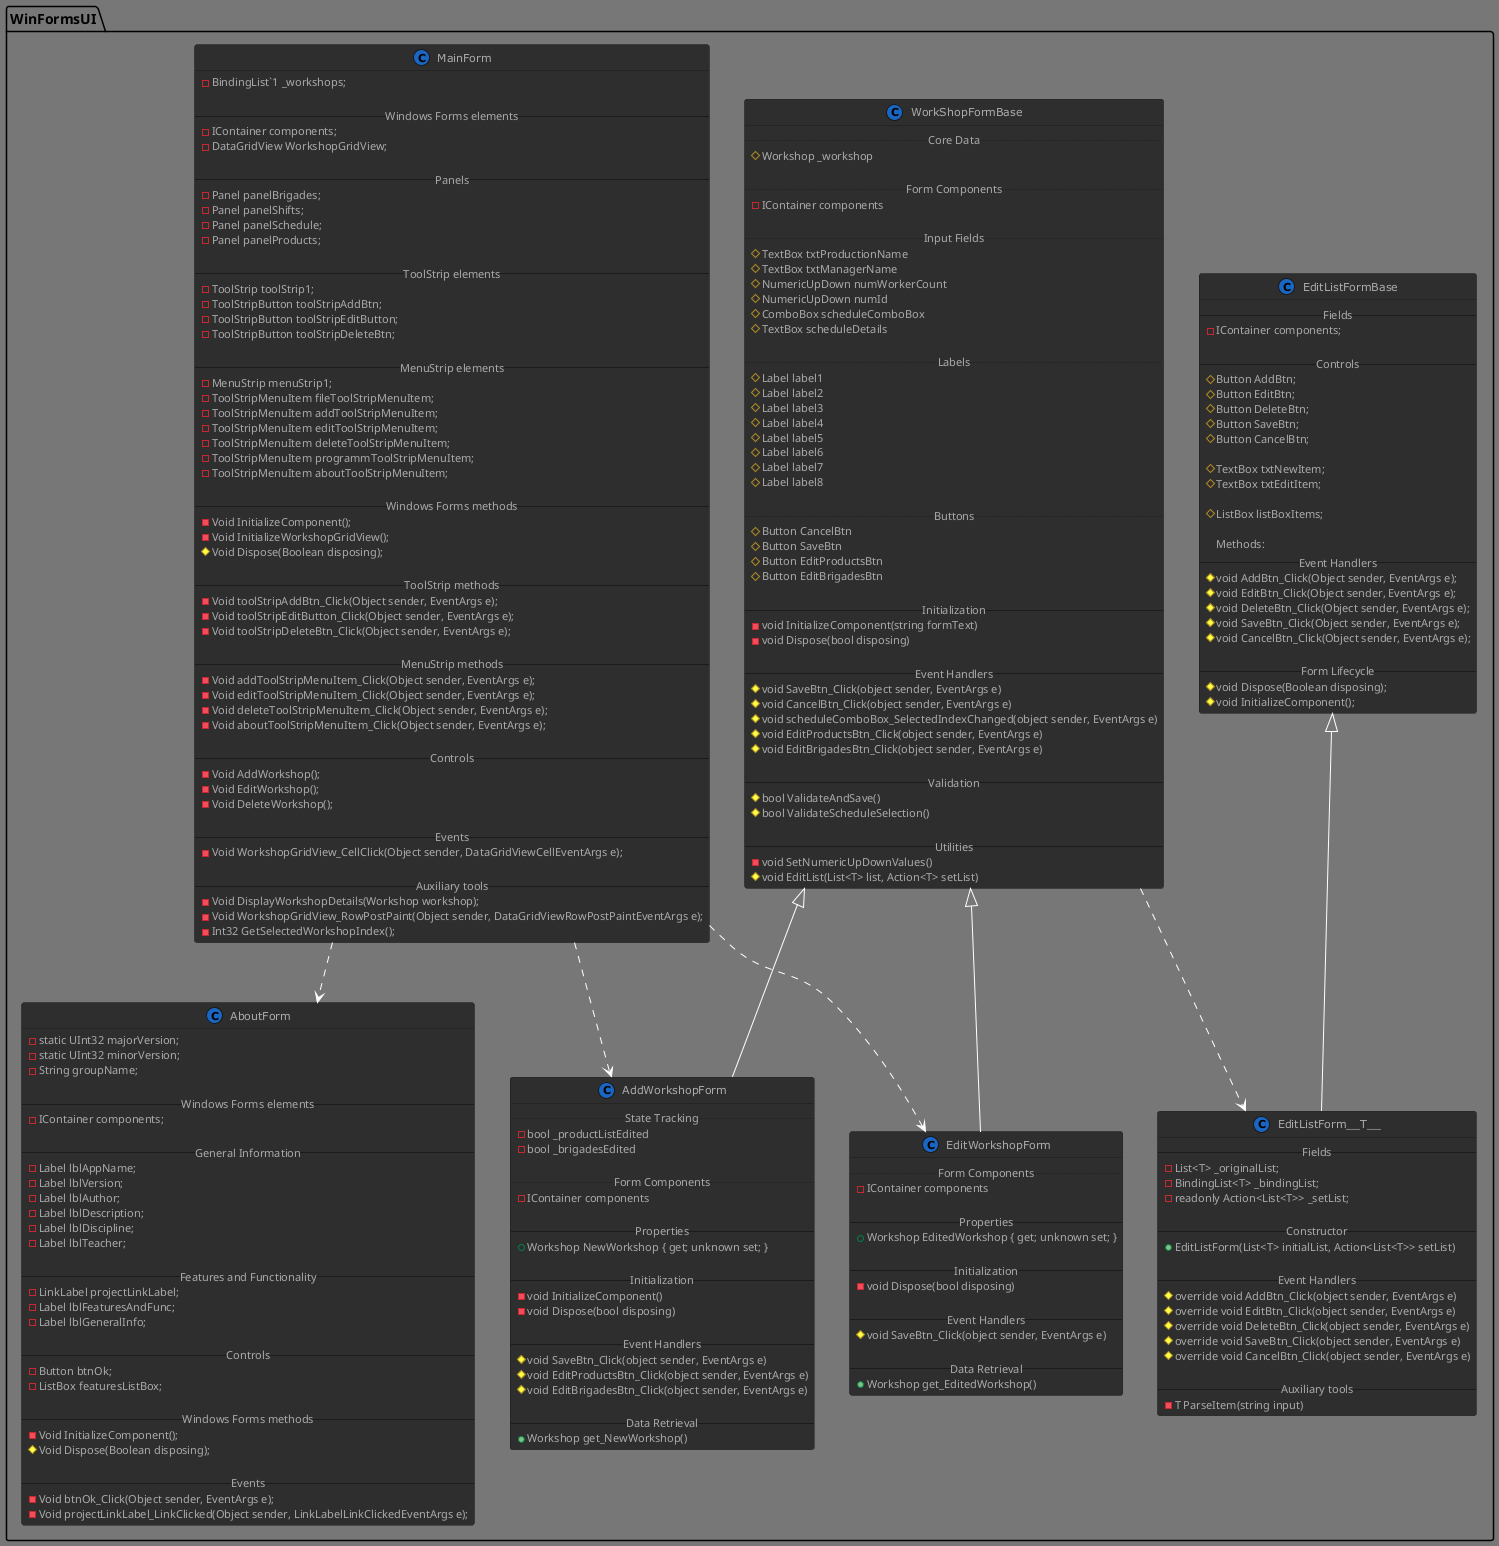 WinFormsUI
MainForm
BindingList`1 _workshops;
Windows Forms elements
IContainer components;
DataGridView WorkshopGridView;
Panels
Panel panelBrigades;
Panel panelShifts;
Panel panelSchedule;
Panel panelProducts;
ToolStrip elements
ToolStrip toolStrip1;
ToolStripButton toolStripAddBtn;
ToolStripButton toolStripEditButton;
ToolStripButton toolStripDeleteBtn;
MenuStrip elements
MenuStrip menuStrip1;
ToolStripMenuItem fileToolStripMenuItem;
ToolStripMenuItem addToolStripMenuItem;
ToolStripMenuItem editToolStripMenuItem;
ToolStripMenuItem deleteToolStripMenuItem;
ToolStripMenuItem programmToolStripMenuItem;
ToolStripMenuItem aboutToolStripMenuItem;
Windows Forms methods
Void InitializeComponent();
Void InitializeWorkshopGridView();
Void Dispose(Boolean disposing);
ToolStrip methods
Void toolStripAddBtn_Click(Object sender, EventArgs e);
Void toolStripEditButton_Click(Object sender, EventArgs e);
Void toolStripDeleteBtn_Click(Object sender, EventArgs e);
MenuStrip methods
Void addToolStripMenuItem_Click(Object sender, EventArgs e);
Void editToolStripMenuItem_Click(Object sender, EventArgs e);
Void deleteToolStripMenuItem_Click(Object sender, EventArgs e);
Void aboutToolStripMenuItem_Click(Object sender, EventArgs e);
Controls
Void AddWorkshop();
Void EditWorkshop();
Void DeleteWorkshop();
Events
Void WorkshopGridView_CellClick(Object sender, DataGridViewCellEventArgs e);
Auxiliary tools
Void DisplayWorkshopDetails(Workshop workshop);
Void WorkshopGridView_RowPostPaint(Object sender, DataGridViewRowPostPaintEventArgs e);
Int32 GetSelectedWorkshopIndex();
WorkShopFormBase
Core Data
Workshop _workshop
Form Components
IContainer components
Input Fields
TextBox txtProductionName
TextBox txtManagerName
NumericUpDown numWorkerCount
NumericUpDown numId
ComboBox scheduleComboBox
TextBox scheduleDetails
Labels
Label label1
Label label2
Label label3
Label label4
Label label5
Label label6
Label label7
Label label8
Buttons
Button CancelBtn
Button SaveBtn
Button EditProductsBtn
Button EditBrigadesBtn
Initialization
void InitializeComponent(string formText)
void Dispose(bool disposing)
Event Handlers
void SaveBtn_Click(object sender, EventArgs e)
void CancelBtn_Click(object sender, EventArgs e)
void scheduleComboBox_SelectedIndexChanged(object sender, EventArgs e)
void EditProductsBtn_Click(object sender, EventArgs e)
void EditBrigadesBtn_Click(object sender, EventArgs e)
Validation
bool ValidateAndSave()
bool ValidateScheduleSelection()
Utilities
void SetNumericUpDownValues()
void EditList(List<T> list, Action<T> setList)
EditListFormBase
Fields
IContainer components;
Controls
Button AddBtn;
Button EditBtn;
Button DeleteBtn;
Button SaveBtn;
Button CancelBtn;
TextBox txtNewItem;
TextBox txtEditItem;
ListBox listBoxItems;
Methods:
Event Handlers
void AddBtn_Click(Object sender, EventArgs e);
void EditBtn_Click(Object sender, EventArgs e);
void DeleteBtn_Click(Object sender, EventArgs e);
void SaveBtn_Click(Object sender, EventArgs e);
void CancelBtn_Click(Object sender, EventArgs e);
Form Lifecycle
void Dispose(Boolean disposing);
void InitializeComponent();
AboutForm
static UInt32 majorVersion;
static UInt32 minorVersion;
String groupName;
Windows Forms elements
IContainer components;
General Information
Label lblAppName;
Label lblVersion;
Label lblAuthor;
Label lblDescription;
Label lblDiscipline;
Label lblTeacher;
Features and Functionality
LinkLabel projectLinkLabel;
Label lblFeaturesAndFunc;
Label lblGeneralInfo;
Controls
Button btnOk;
ListBox featuresListBox;
Windows Forms methods
Void InitializeComponent();
Void Dispose(Boolean disposing);
Events
Void btnOk_Click(Object sender, EventArgs e);
Void projectLinkLabel_LinkClicked(Object sender, LinkLabelLinkClickedEventArgs e);
AddWorkshopForm
State Tracking
bool _productListEdited
bool _brigadesEdited
Form Components
IContainer components
Properties
Workshop NewWorkshop { get; unknown set; }
Initialization
void InitializeComponent()
void Dispose(bool disposing)
Event Handlers
void SaveBtn_Click(object sender, EventArgs e)
void EditProductsBtn_Click(object sender, EventArgs e)
void EditBrigadesBtn_Click(object sender, EventArgs e)
Data Retrieval
Workshop get_NewWorkshop()
EditWorkshopForm
Form Components
IContainer components
Properties
Workshop EditedWorkshop { get; unknown set; }
Initialization
void Dispose(bool disposing)
Event Handlers
void SaveBtn_Click(object sender, EventArgs e)
Data Retrieval
Workshop get_EditedWorkshop()
EditListForm__T__
Fields
List<T> _originalList;
BindingList<T> _bindingList;
readonly Action<List<T>> _setList;
Constructor
EditListForm(List<T> initialList, Action<List<T>> setList)
Event Handlers
override void AddBtn_Click(object sender, EventArgs e)
override void EditBtn_Click(object sender, EventArgs e)
override void DeleteBtn_Click(object sender, EventArgs e)
override void SaveBtn_Click(object sender, EventArgs e)
override void CancelBtn_Click(object sender, EventArgs e)
Auxiliary tools
T ParseItem(string input)